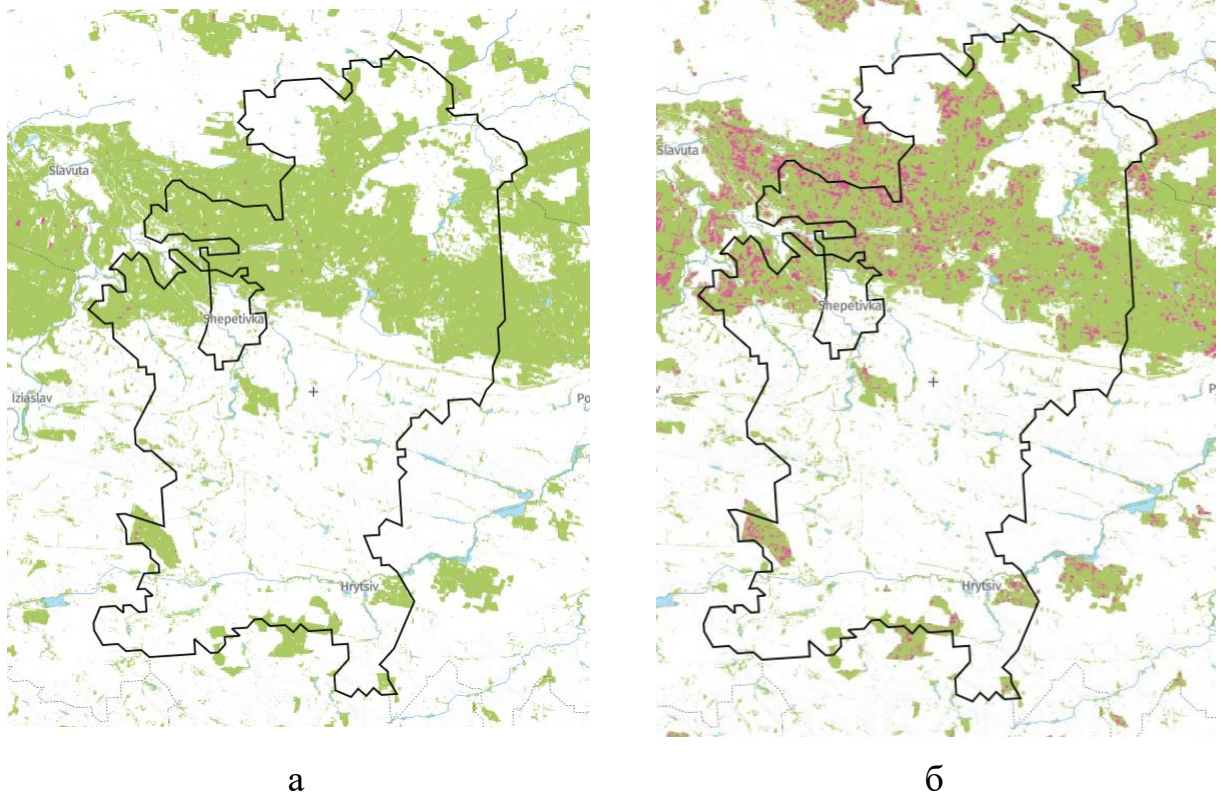 Slavuta
Shepetivka
Iziaslav
Po
Hrytsiv
а
Slavuta
Shepetivka
v
P
Hrytsiv
б